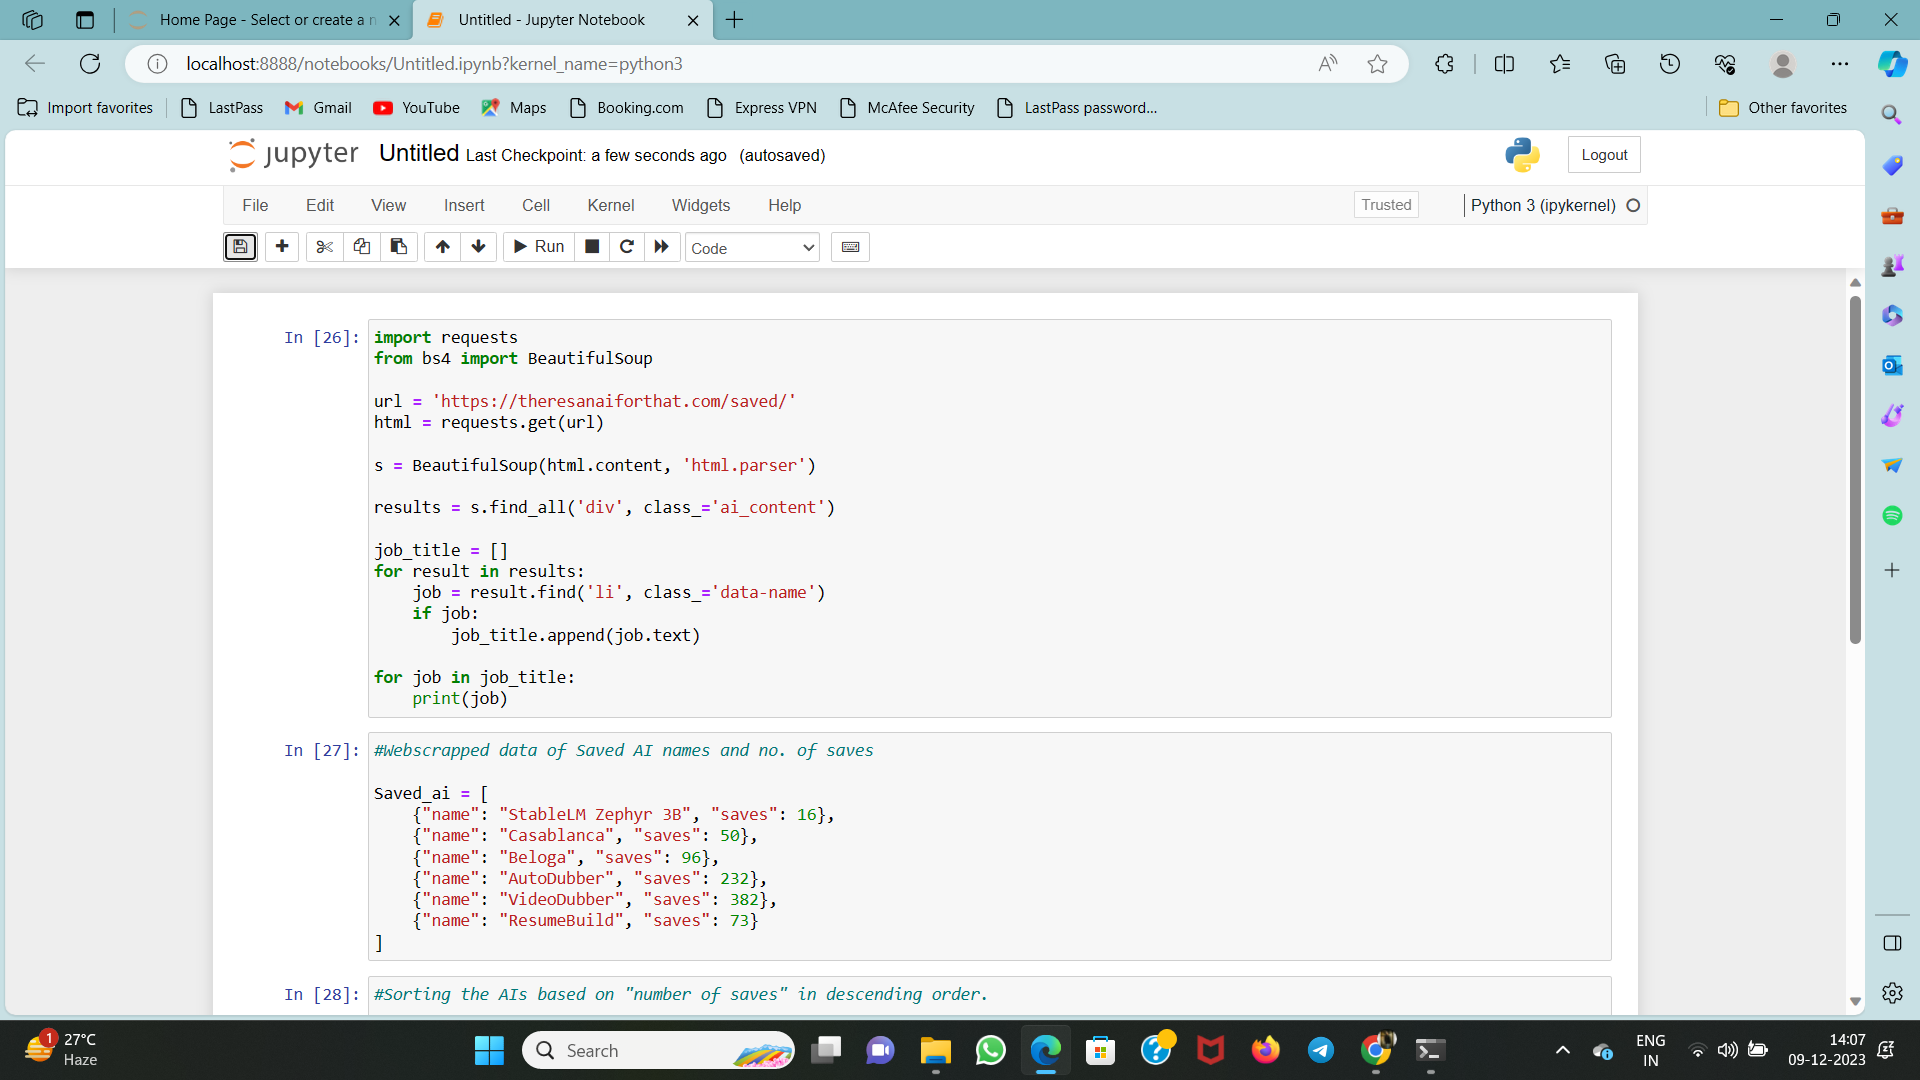 Home Page - Select or create a n
Untitled - Jupyter Notebook
localhost:8888/notebooks/Untitled.ipynb?kernel_name=python3
Import favorites
LastPass
Gmail
YouTube
Maps
Booking.com
Express VPN
McAfee Security
LastPass password...
Other favorites
jupyter Untitled Last Checkpoint: a few seconds ago (autosaved)
Logout
File Edit View Insert Cell Kernel Widgets Help
Trusted
Python 3 (ipykernel)
Run
Code
In [26]:
import requests
from bs4 import BeautifulSoup
url = 'https://theresanaiforthat.com/saved/'
html = requests.get(url)
s = BeautifulSoup(html.content, 'html.parser')
results = s.find_all('div', class_='ai_content')
job_title = []
for result in results:
    job = result.find('li', class_='data-name')
    if job:
        job_title.append(job.text)
for job in job_title:
    print(job)
In [27]:
#Webscrapped data of Saved AI names and no. of saves
Saved_ai = [
    {"name": "StableLM Zephyr 3B", "saves": 16},
    {"name": "Casablanca", "saves": 50},
    {"name": "Beloga", "saves": 96},
    {"name": "AutoDubber", "saves": 232},
    {"name": "VideoDubber", "saves": 382},
    {"name": "ResumeBuild", "saves": 73}
]
In [28]:
#Sorting the AIs based on "number of saves" in descending order.
1
27°C
Haze
Search
ENG
IN
14:07
09-12-2023